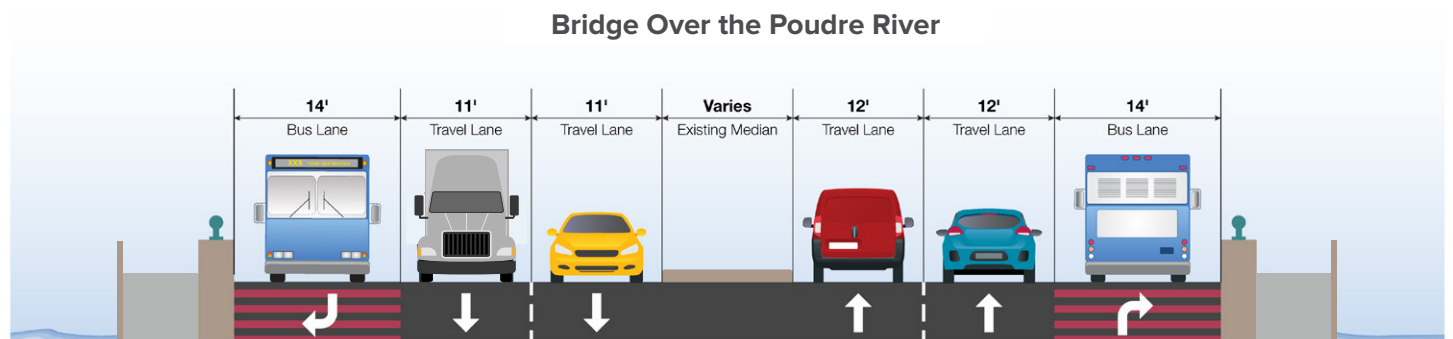 Bridge Over the Poudre River
14'
Bus Lane
11'
Travel Lane
11'
Travel Lane
Varies
Existing Median
12'
Travel Lane
12'
Travel Lane
14'
Bus Lane